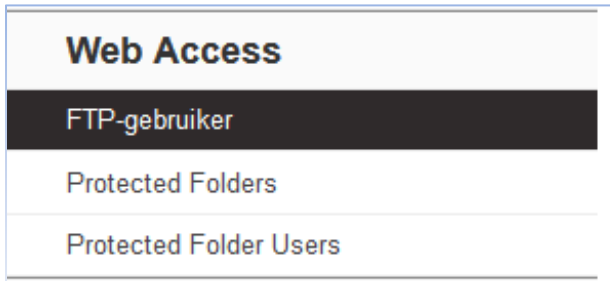 Web Access
FTP-gebruiker
Protected Folders
Protected Folder Users